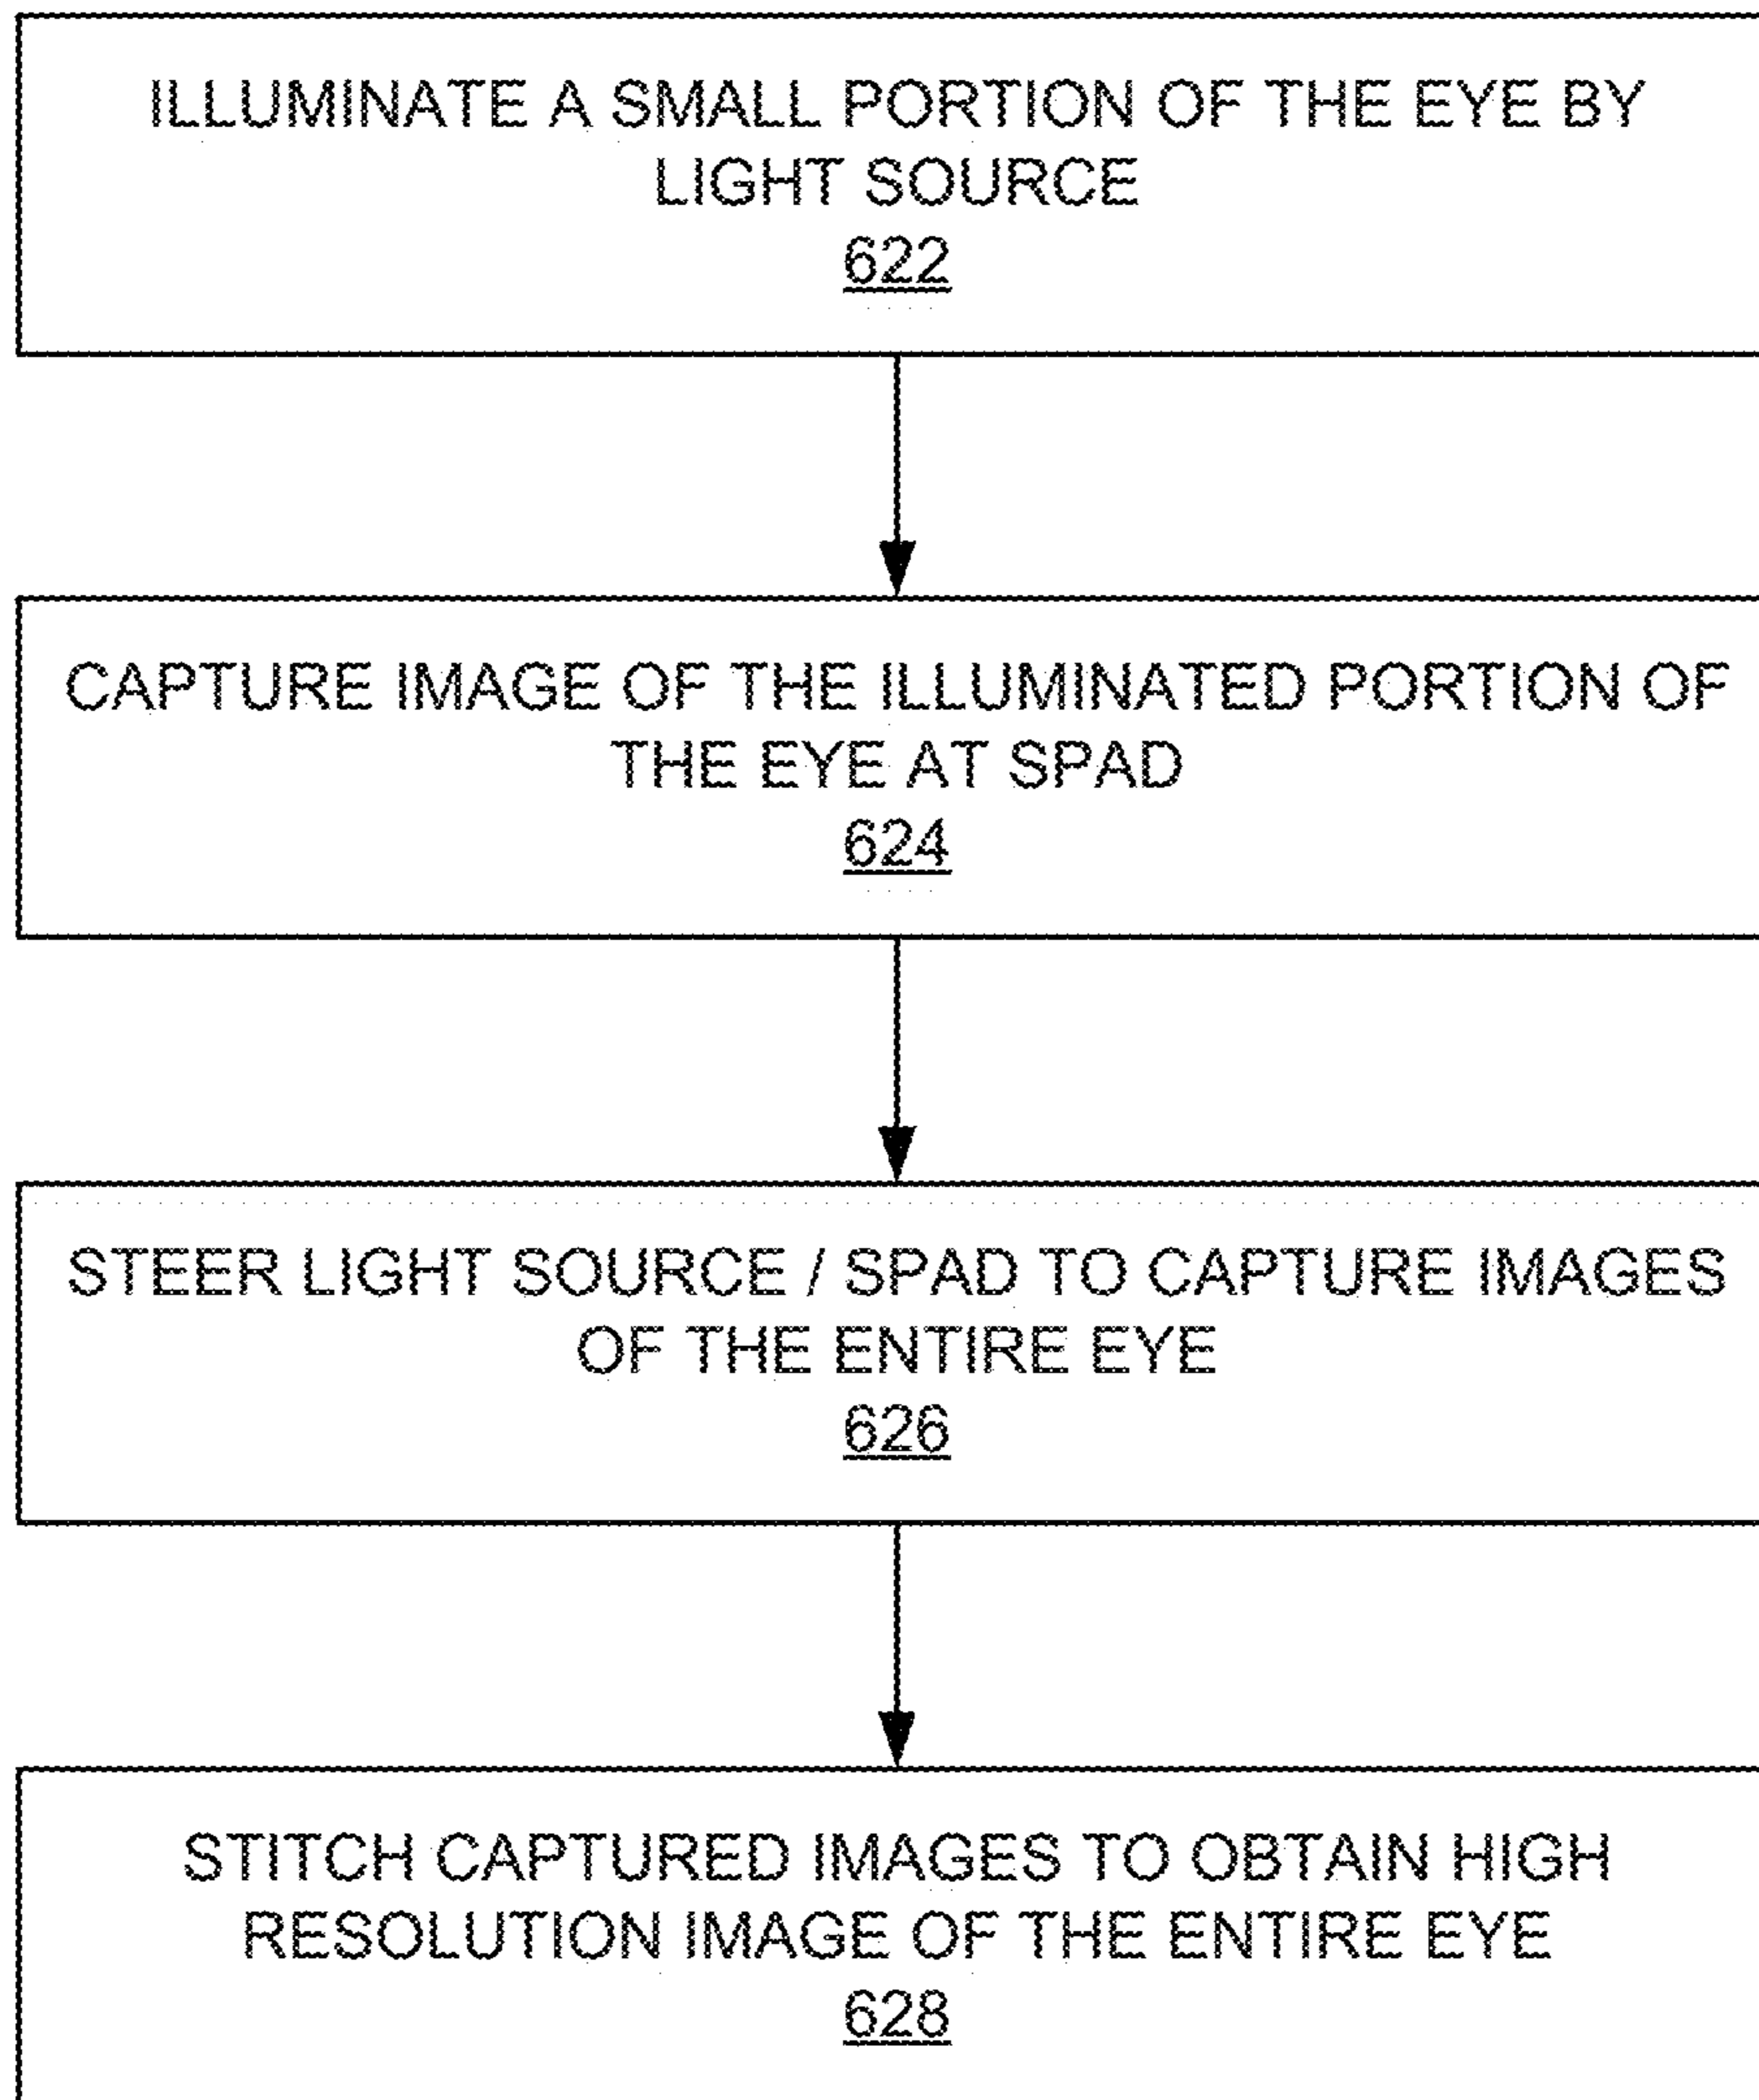 ILLUMINATE A SMALL PORTION OF THE EYE BY
LIGHT SOURCE
622
CAPTURE IMAGE OF THE ILLUMINATED PORTION OF
THE EYE AT SPAD
624
STEER LIGHT SOURCE / SPAD TO CAPTURE IMAGES
OF THE ENTIRE EYE
626
STITCH CAPTURED IMAGES TO OBTAIN HIGH
RESOLUTION IMAGE OF THE ENTIRE EYE
628